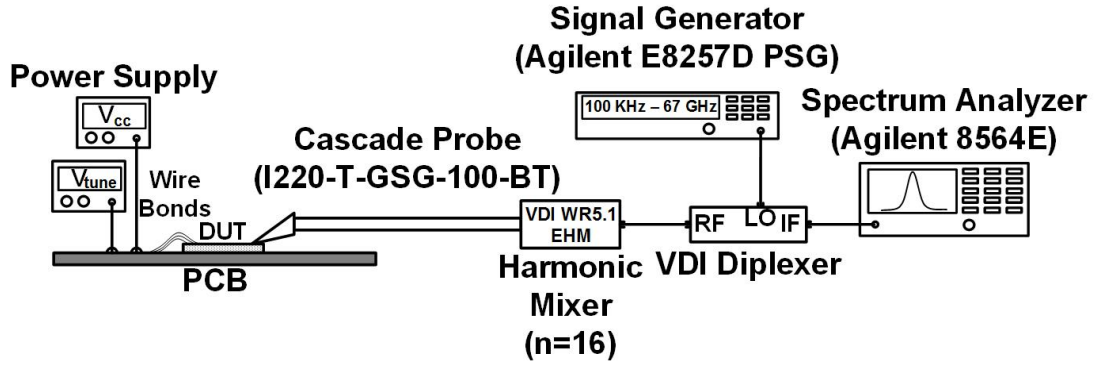 Signal Generator
(Agilent E8257D PSG)
Power Supply
Vcc
100 KHz – 67 GHz
Spectrum Analyzer
(Agilent 8564E)
Cascade Probe
(I220-T-GSG-100-BT)
Vtune
Wire
Bonds
DUT
VDI WR5.1
EHM
RF
LO
IF
PCB
Harmonic
Mixer
(n=16)
VDI Diplexer